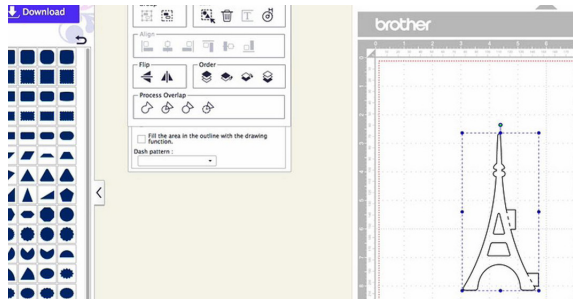 Download
Group
brother
Align
Flip
Order
Process Overlap
Fill the area in the outline with the drawing
function.
Dash pattern :